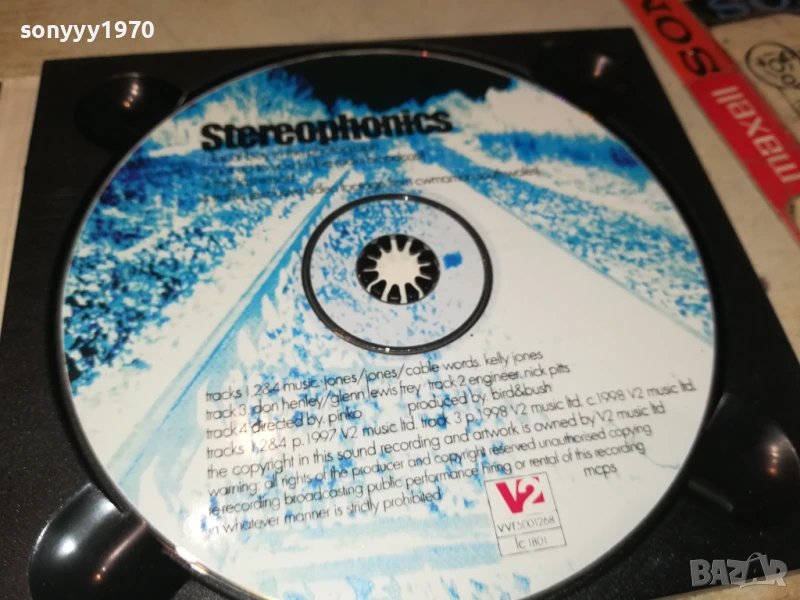 sonyyy1970
SON
maxell
Stereophonics
tracks 1,2&4 music: jones/jones/cable words. kelly jones
track 3. don henley/glenn lewis frey track 2 engineer. nick pitts
track 4 directed by. pinko produced by. bird&bush
tracks 1,2&4 p.1997 V2 music ltd. track 3 p.1998 V2 music ltd. c.1998 V2 music ltd.
the copyright in this sound recording and artwork is owned by V2 music ltd.
warning: all rights of the producer and copyright reserved unauthorised copying
re.recording broadcasting public performance hiring or rental of this recording
in whatever manner is strictly prohibited
mcps
V2
VVR5001268
lc 1801
BAZAR